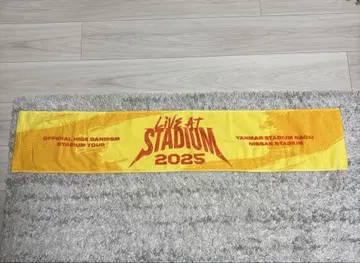 OFFICIAL HIGE DANDISM
STADIUM TOUR
LIVE AT
STADIUM
2025
YANMAR STADIUM NAGAI
NISSAN STADIUM